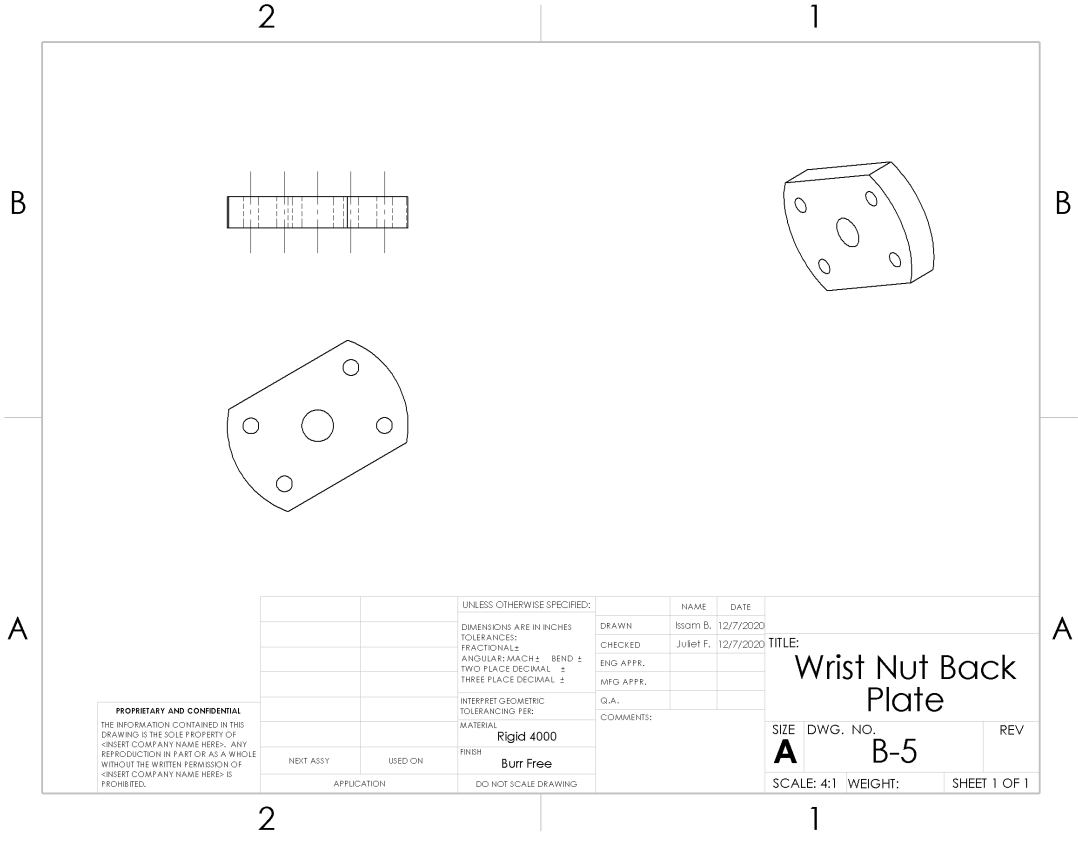 2 1
B B
A A
UNLESS OTHERWISE SPECIFIED:
DIMENSIONS ARE IN INCHES
TOLERANCES:
FRACTIONAL±
ANGULAR: MACH± BEND ±
TWO PLACE DECIMAL ±
THREE PLACE DECIMAL ±
INTERPRET GEOMETRIC
TOLERANCING PER:
MATERIAL
Rigid 4000
FINISH
Burr Free
DO NOT SCALE DRAWING
NAME DATE
DRAWN Issam B. 12/7/2020
CHECKED Juliet F. 12/7/2020
ENG APPR.
MFG APPR.
Q.A.
COMMENTS:
TITLE:
Wrist Nut Back
Plate
SIZE DWG. NO. REV
A B-5
SCALE: 4:1 WEIGHT: SHEET 1 OF 1
PROPRIETARY AND CONFIDENTIAL
THE INFORMATION CONTAINED IN THIS
DRAWING IS THE SOLE PROPERTY OF
<INSERT COMPANY NAME HERE>. ANY
REPRODUCTION IN PART OR AS A WHOLE
WITHOUT THE WRITTEN PERMISSION OF
<INSERT COMPANY NAME HERE> IS
PROHIBITED.
NEXT ASSY USED ON
APPLICATION
2 1